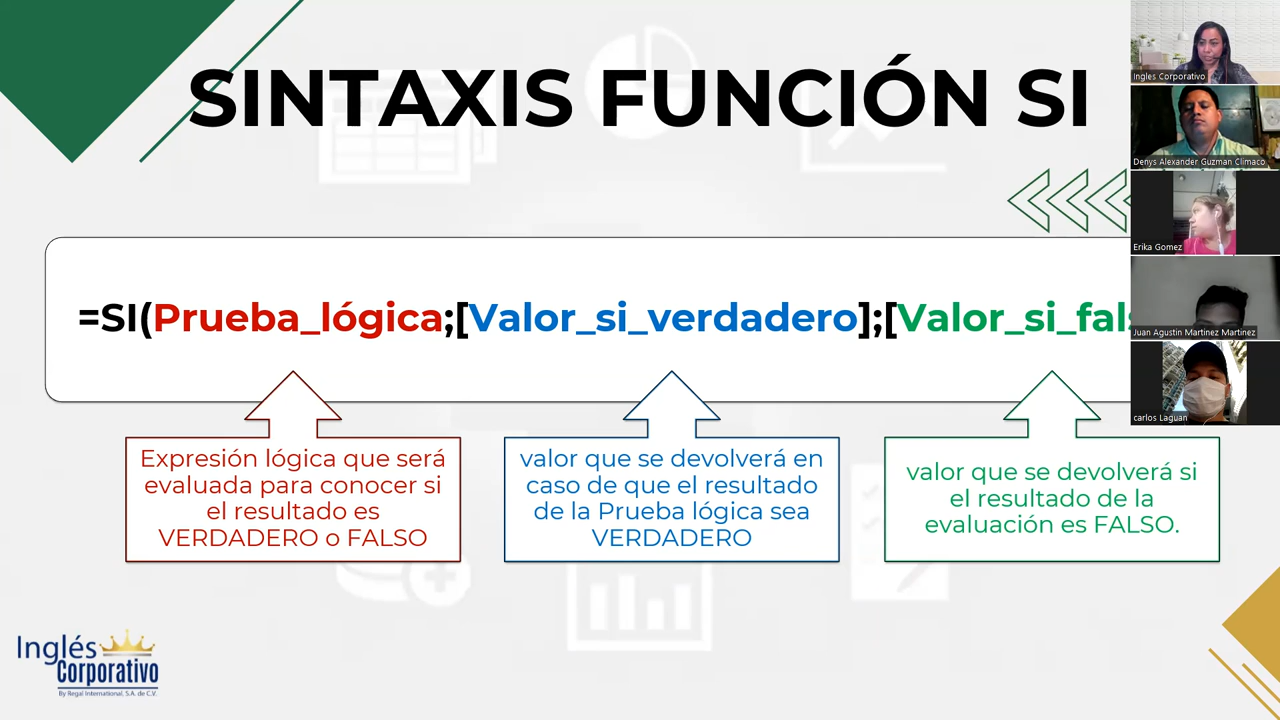 SINTAXIS FUNCIÓN SI
=SI(Prueba_lógica;[Valor_si_verdadero];[Valor_si_fals
Expresión lógica que será
evaluada para conocer si
el resultado es
VERDADERO o FALSO
valor que se devolverá en
caso de que el resultado
de la Prueba lógica sea
VERDADERO
valor que se devolverá si
el resultado de la
evaluación es FALSO.
Ingles Corporativo
Denys Alexander Guzman Climaco
Erika Gomez
Juan Agustin Martinez Martinez
carlos Laguan
Inglés
Corporativo
By Regal International, S.A. de C.V.